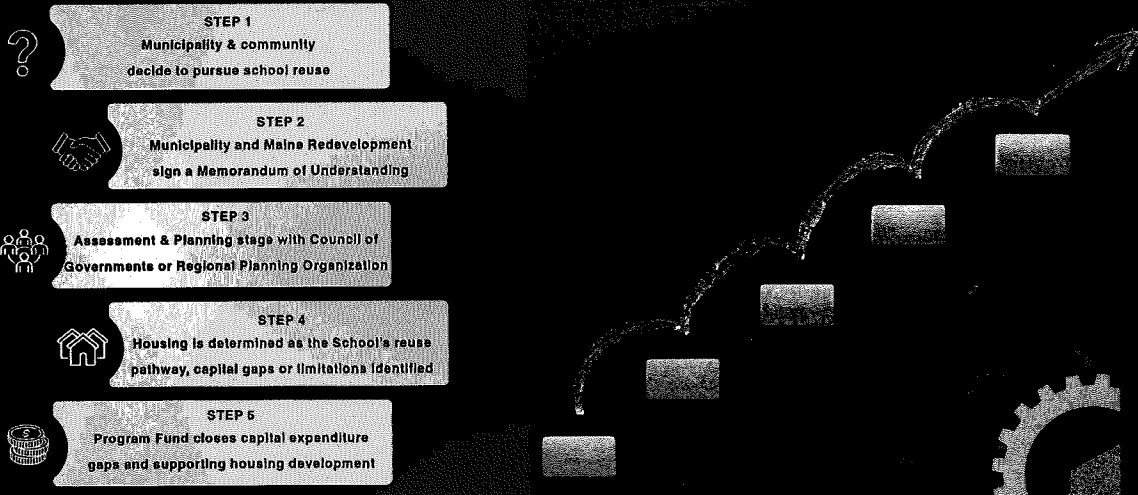 STEP 1
Municipality & community
decide to pursue school reuse
STEP 2
Municipality and Maine Redevelopment
sign a Memorandum of Understanding
STEP 3
Assessment & Planning stage with Council of
Governments or Regional Planning Organization
STEP 4
Housing is determined as the School's reuse
pathway, capital gaps or limitations identified
STEP 5
Program Fund closes capital expenditure
gaps and supporting housing development